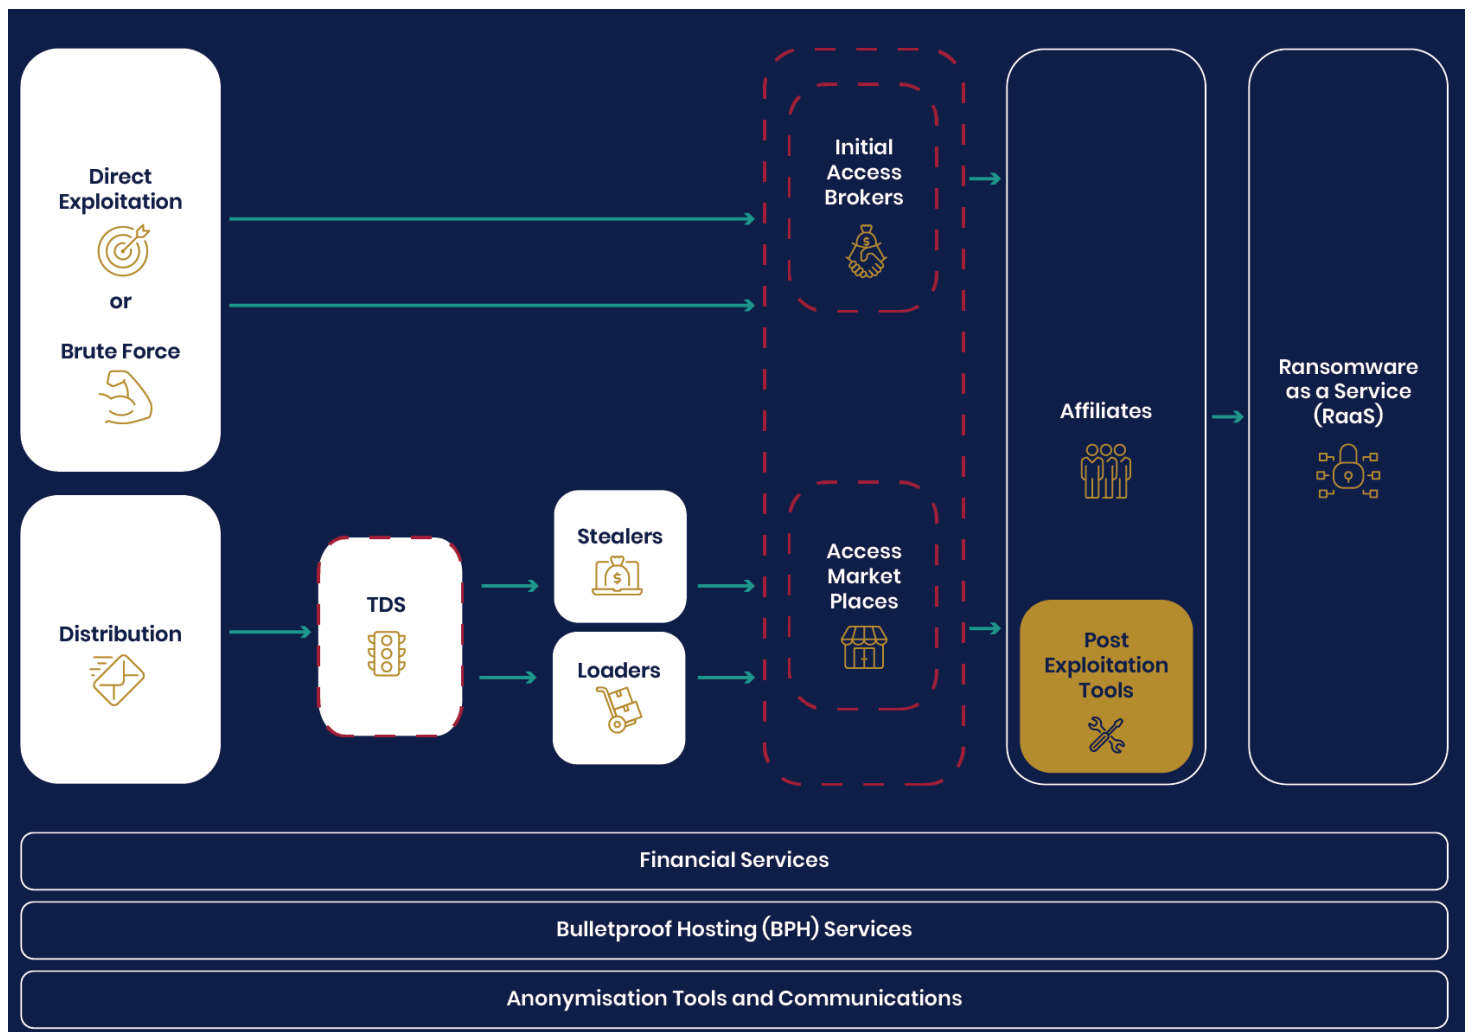 Direct
Exploitation
or
Brute Force
Distribution
TDS
Stealers
Loaders
Initial
Access
Brokers
Access
Market
Places
Affiliates
Post
Exploitation
Tools
Ransomware
as a Service
(RaaS)
Financial Services
Bulletproof Hosting (BPH) Services
Anonymisation Tools and Communications